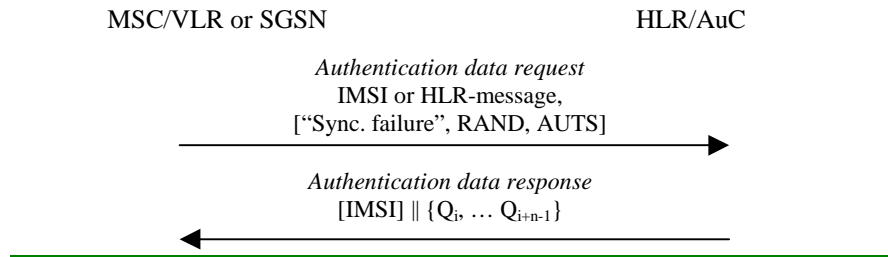 MSC/VLR or SGSN HLR/AuC
Authentication data request
IMSI or HLR-message,
[“Sync. failure”, RAND, AUTS]
Authentication data response
[IMSI] || {Qi, … Qi+n-1}